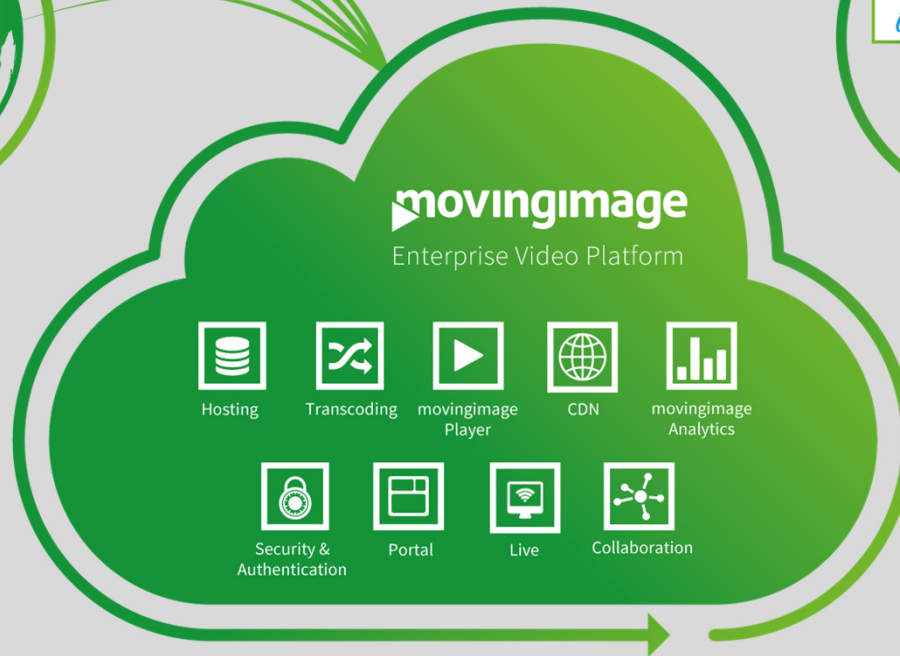 movingimage
Enterprise Video Platform
Hosting
Transcoding
movingimage
Player
CDN
movingimage
Analytics
Security &
Authentication
Portal
Live
Collaboration